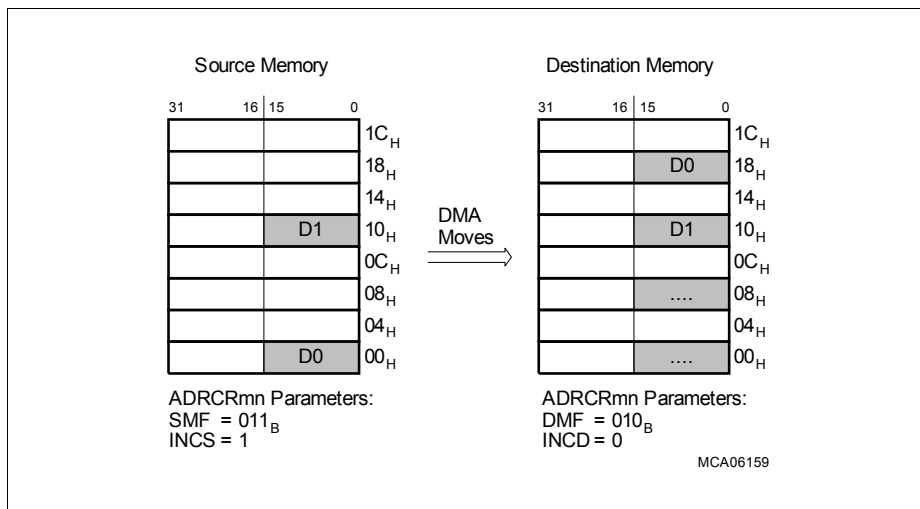 Source Memory Destination Memory
31 16 15 0 31 16 15 0
1CH 1CH
18H D0 18H
14H 14H
D1 10H DMA D1 10H
Moves
0CH 0CH
08H .... 08H
04H 04H
D0 00H .... 00H
ADRCRmn Parameters: ADRCRmn Parameters:
SMF = 011B DMF = 010B
INCS = 1 INCD = 0
MCA06159